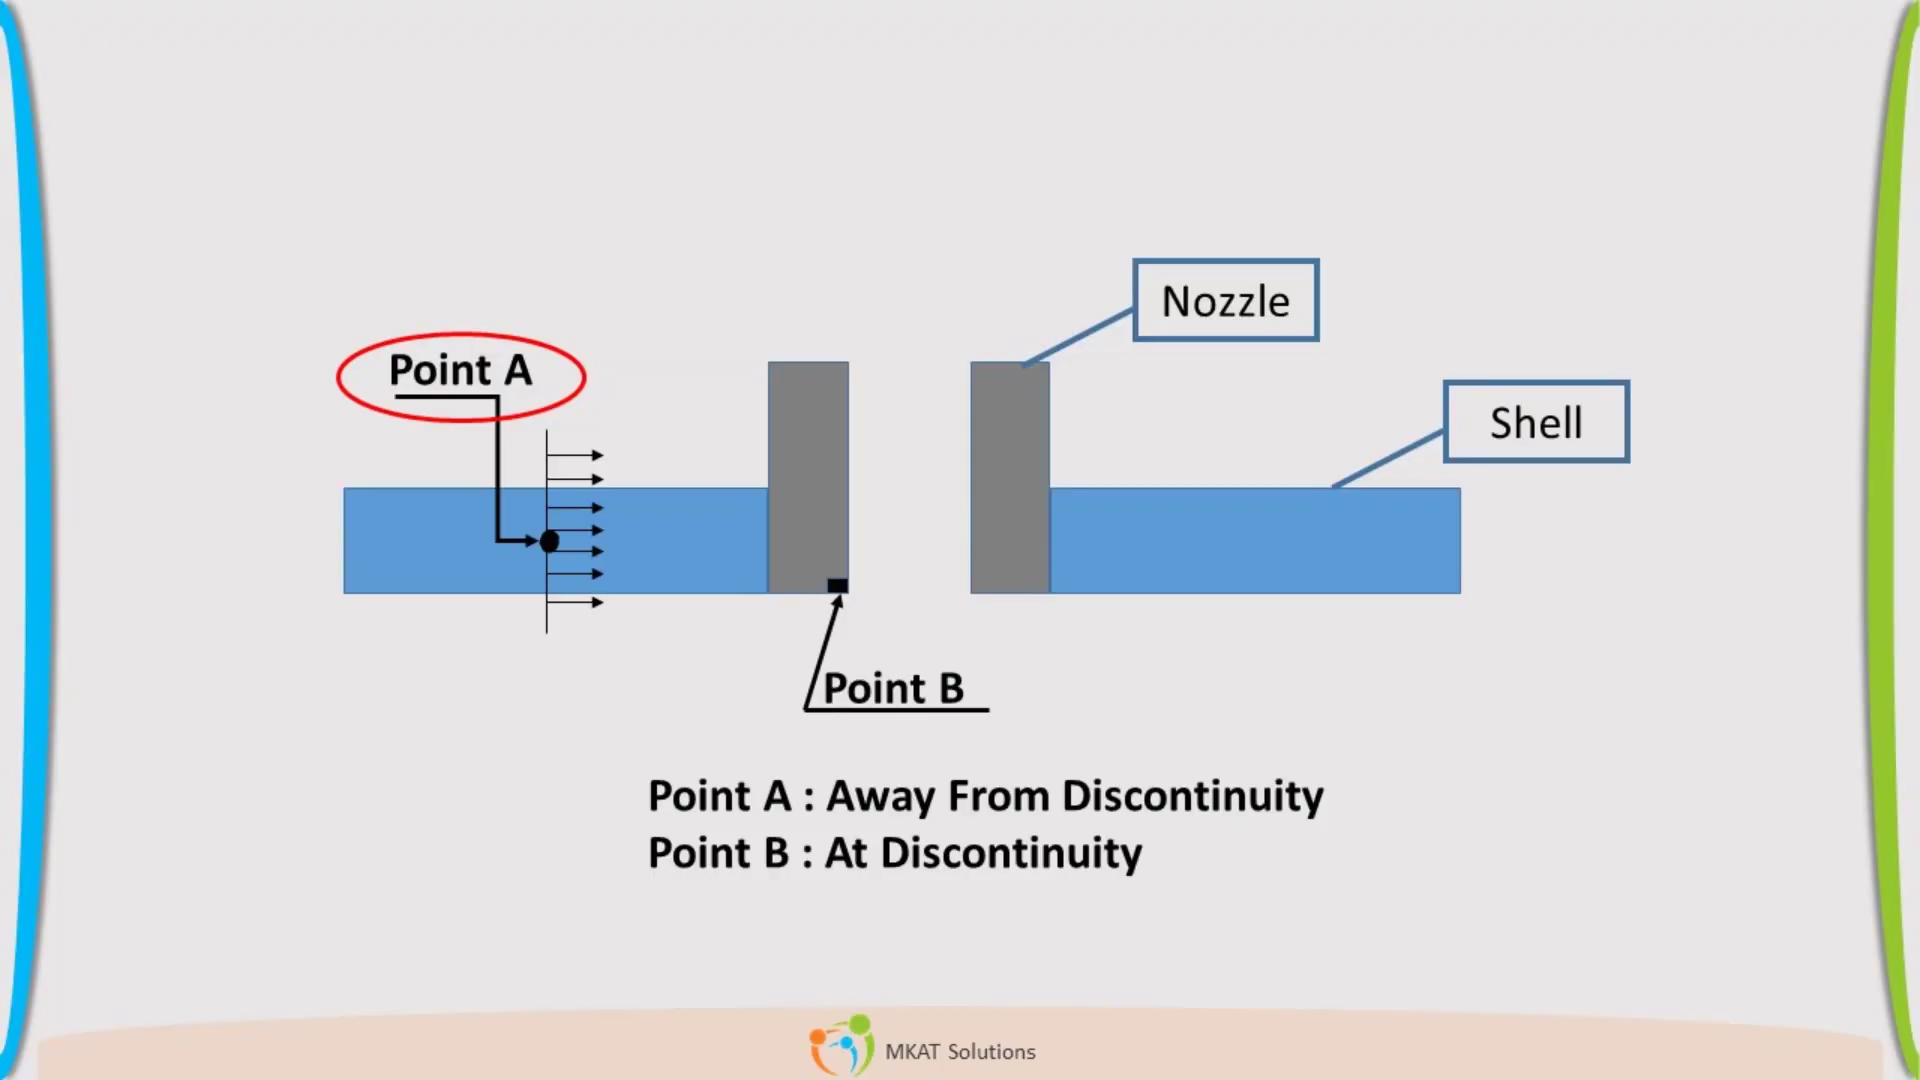 Nozzle
Point A
Shell
Point B
Point A : Away From Discontinuity
Point B : At Discontinuity
MKAT Solutions